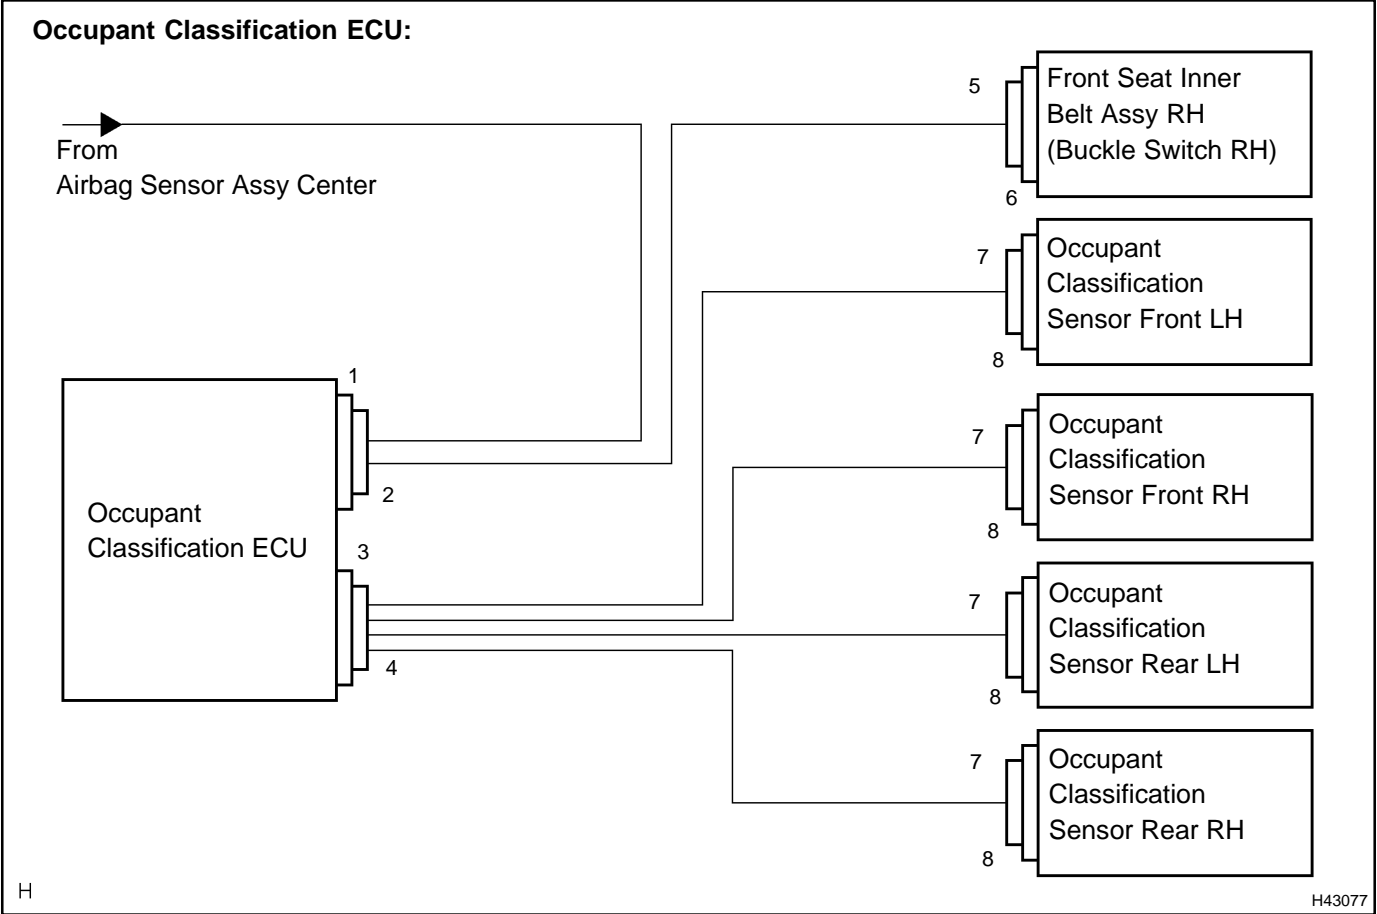 Occupant Classification ECU:
From
Airbag Sensor Assy Center
5
Front Seat Inner
Belt Assy RH
(Buckle Switch RH)
6
7
Occupant
Classification
Sensor Front LH
8
1
2
Occupant
Classification ECU
3
4
7
Occupant
Classification
Sensor Front RH
8
7
Occupant
Classification
Sensor Rear LH
8
7
Occupant
Classification
Sensor Rear RH
8
H
H43077